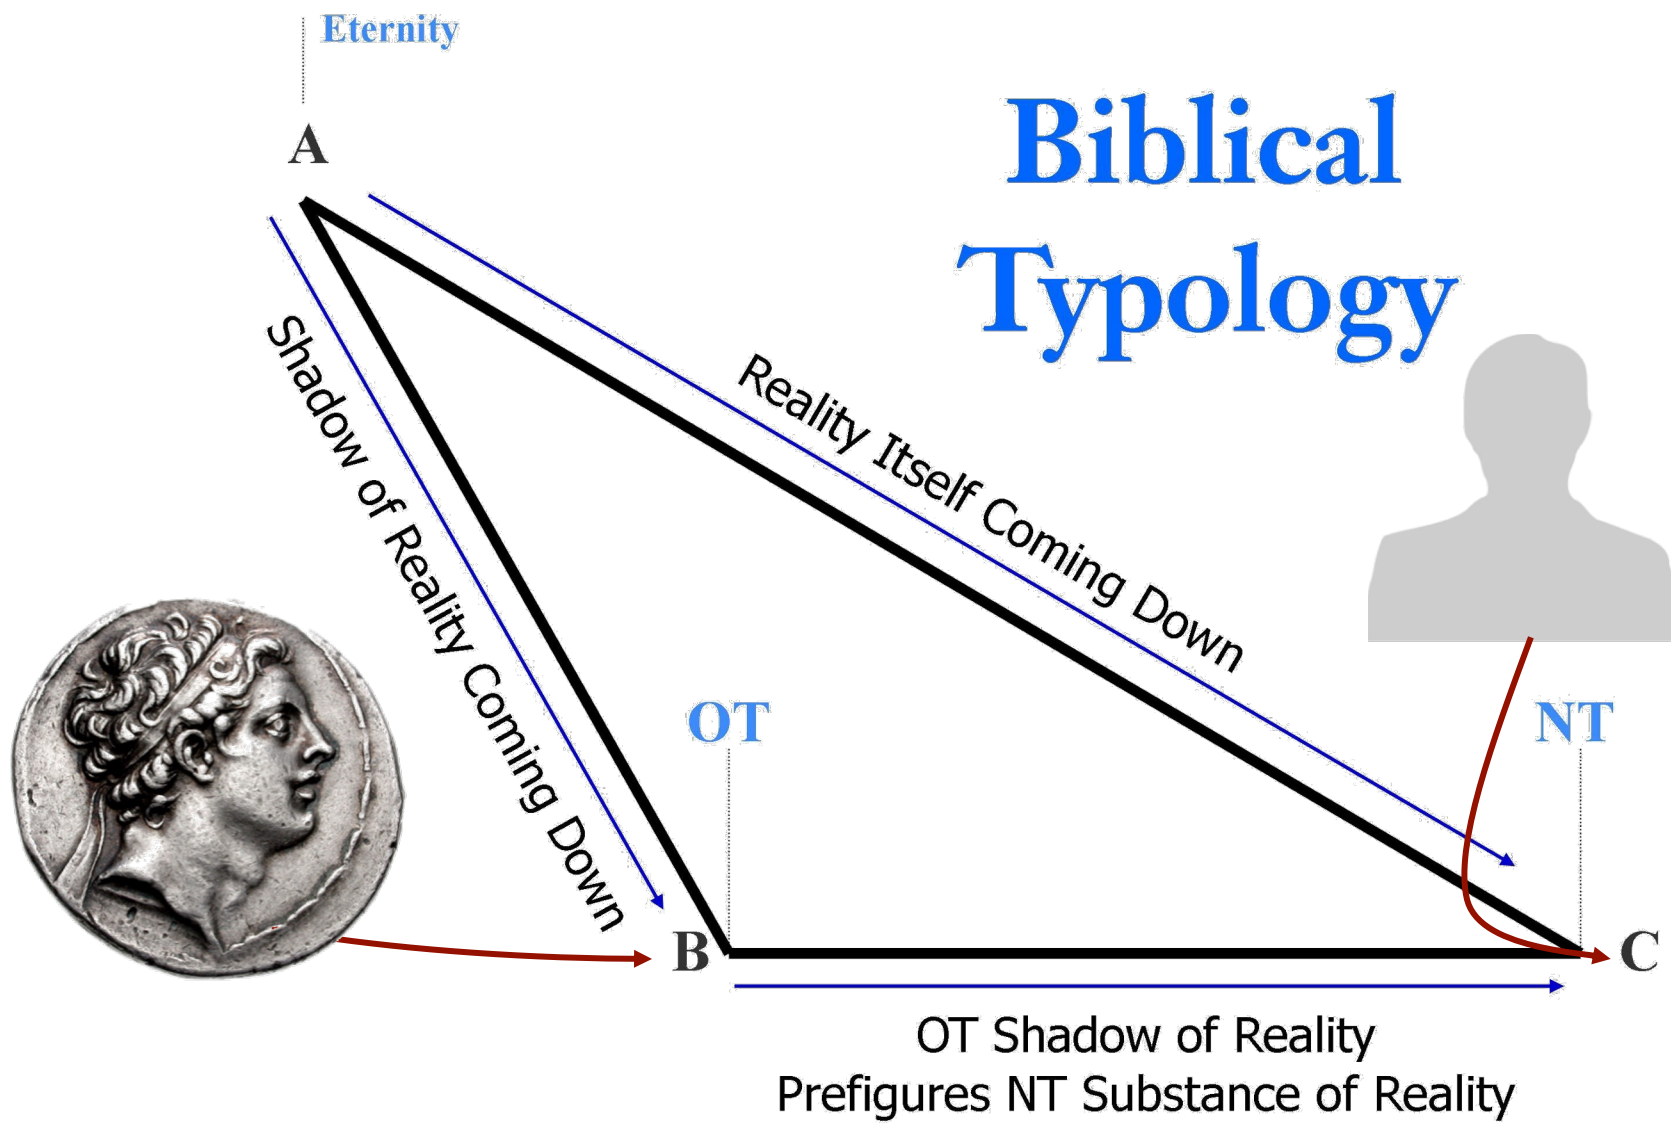 Eternity
A
Biblical
Typology
Shadow of Reality Coming Down
Reality Itself Coming Down
OT
NT
B
C
OT Shadow of Reality
Prefigures NT Substance of Reality